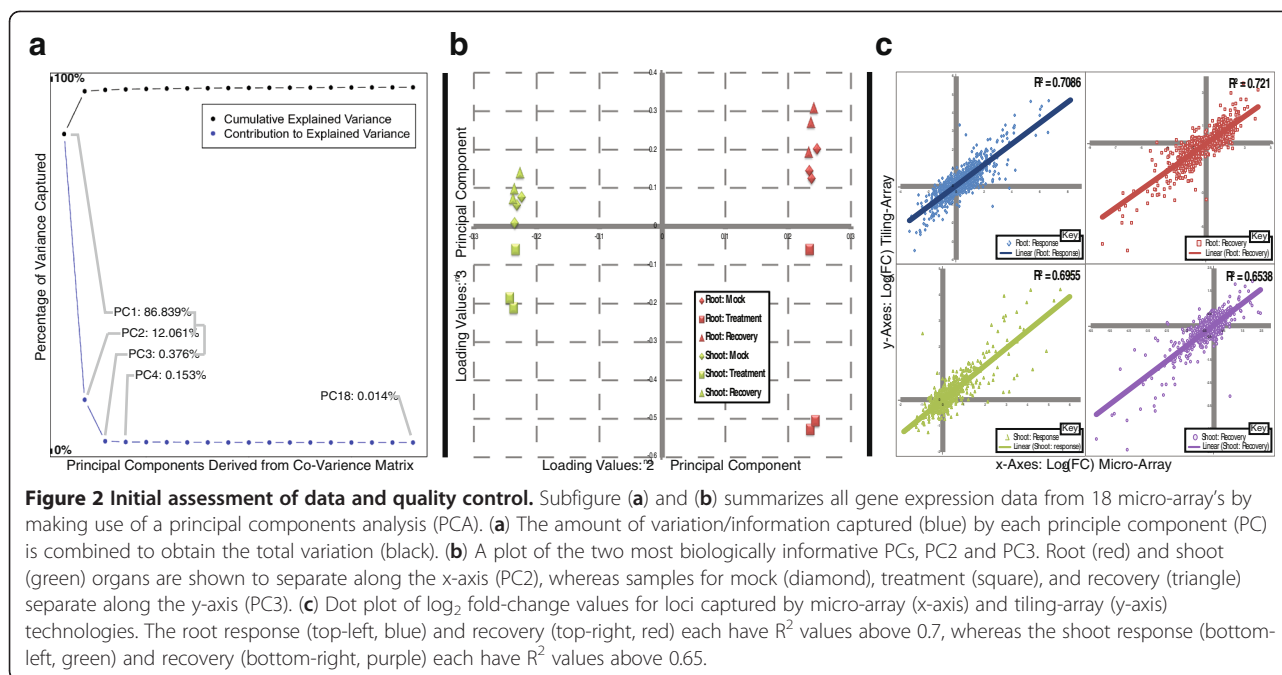 a
100%
Percentage of Variance Captured
0%
Cumulative Explained Variance
Contribution to Explained Variance
PC1: 86.839%
PC2: 12.061%
PC3: 0.376%
PC4: 0.153%
PC18: 0.014%
Principal Components Derived from Co-Varience Matrix
b
Principal Component
Root: Mock
Root: Treatment
Root: Recovery
Shoot: Mock
Shoot: Treatment
Shoot: Recovery
Principal Component
c
y-Axes: Log(FC) Tiling-Array
R² = 0.7086
Key
Root: Response
Linear (Root: Response)
R² = 0.721
Key
Root: Recovery
Linear (Root: Recovery)
R² = 0.6955
Key
Shoot: Response
Linear (Shoot: response)
R² = 0.6538
Key
Shoot: Recovery
Linear (Shoot: recovery)
x-Axes: Log(FC) Micro-Array
Figure 2 Initial assessment of data and quality control. Subfigure (a) and (b) summarizes all gene expression data from 18 micro-array's by
making use of a principal components analysis (PCA). (a) The amount of variation/information captured (blue) by each principle component (PC)
is combined to obtain the total variation (black). (b) A plot of the two most biologically informative PCs, PC2 and PC3. Root (red) and shoot
(green) organs are shown to separate along the x-axis (PC2), whereas samples for mock (diamond), treatment (square), and recovery (triangle)
separate along the y-axis (PC3). (c) Dot plot of log₂ fold-change values for loci captured by micro-array (x-axis) and tiling-array (y-axis)
technologies. The root response (top-left, blue) and recovery (top-right, red) each have R² values above 0.7, whereas the shoot response (bottom-
left, green) and recovery (bottom-right, purple) each have R² values above 0.65.